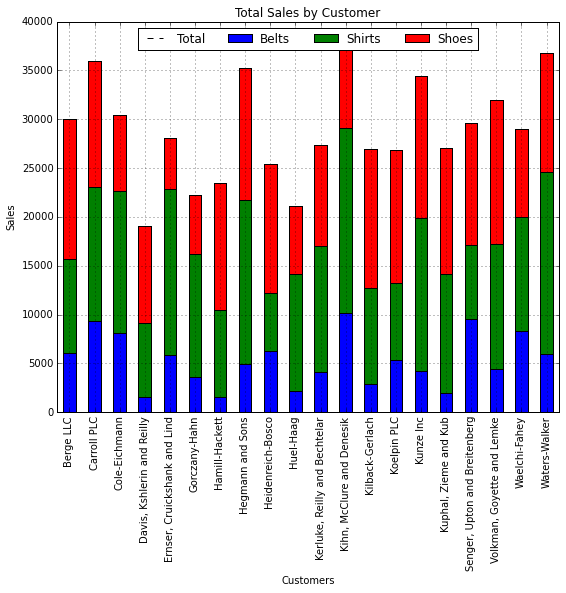 Total Sales by Customer
-- Total Belts Shirts Shoes
40000
35000
30000
25000
20000
15000
10000
5000
0
Sales
Berge LLC
Carroll PLC
Cole-Eichmann
Davis, Kshlerin and Reilly
Ernser, Cruickshank and Lind
Gorczany-Hahn
Hamill-Hackett
Hegmann and Sons
Heidenreich-Bosco
Huel-Haag
Kerluke, Reilly and Bechtelar
Kihn, McClure and Denesik
Kilback-Gerlach
Koelpin PLC
Kunze Inc
Kuphal, Zieme and Kub
Senger, Upton and Breitenberg
Volkman, Goyette and Lemke
Waelchi-Fahey
Waters-Walker
Customers